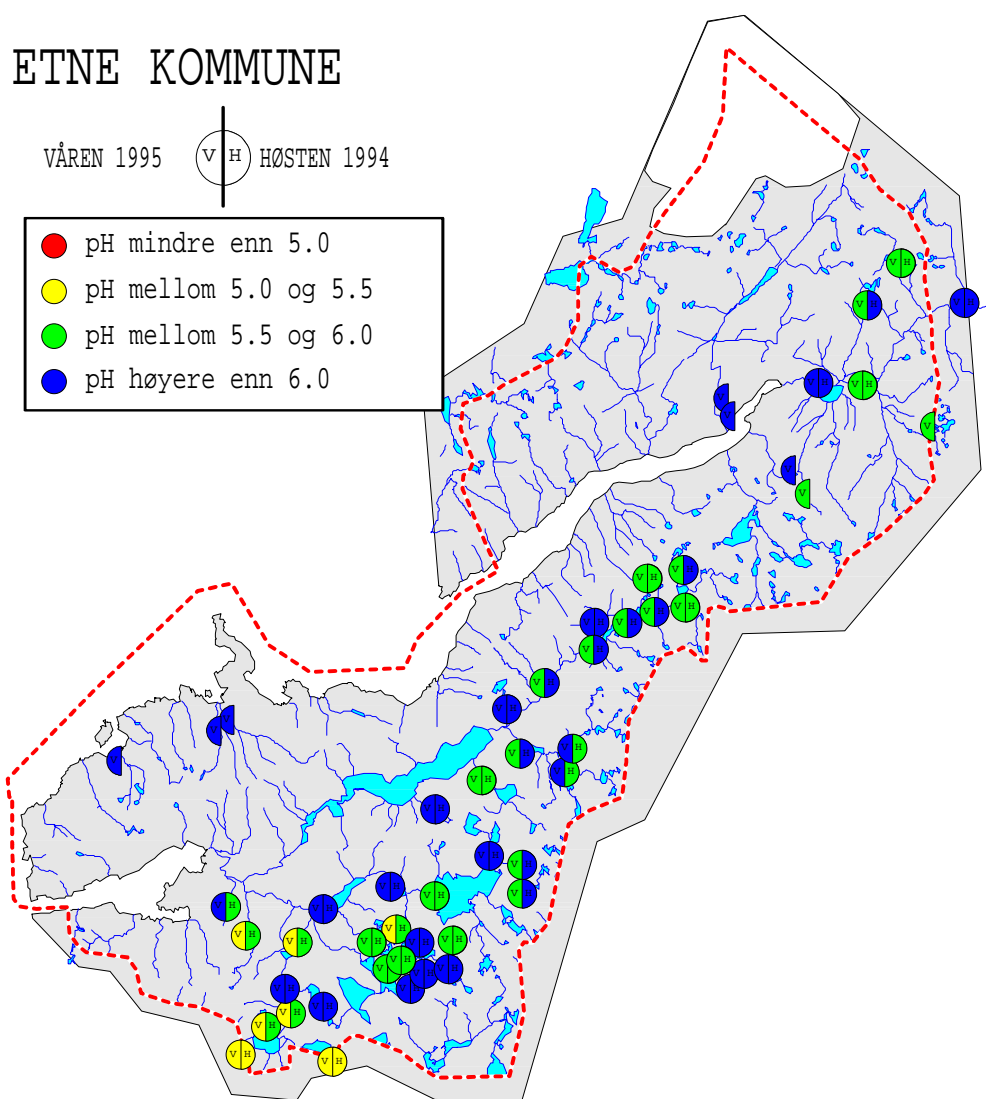 ETNE KOMMUNE
VÅREN 1995 V H HØSTEN 1994
pH mindre enn 5.0
pH mellom 5.0 og 5.5
pH mellom 5.5 og 6.0
pH høyere enn 6.0